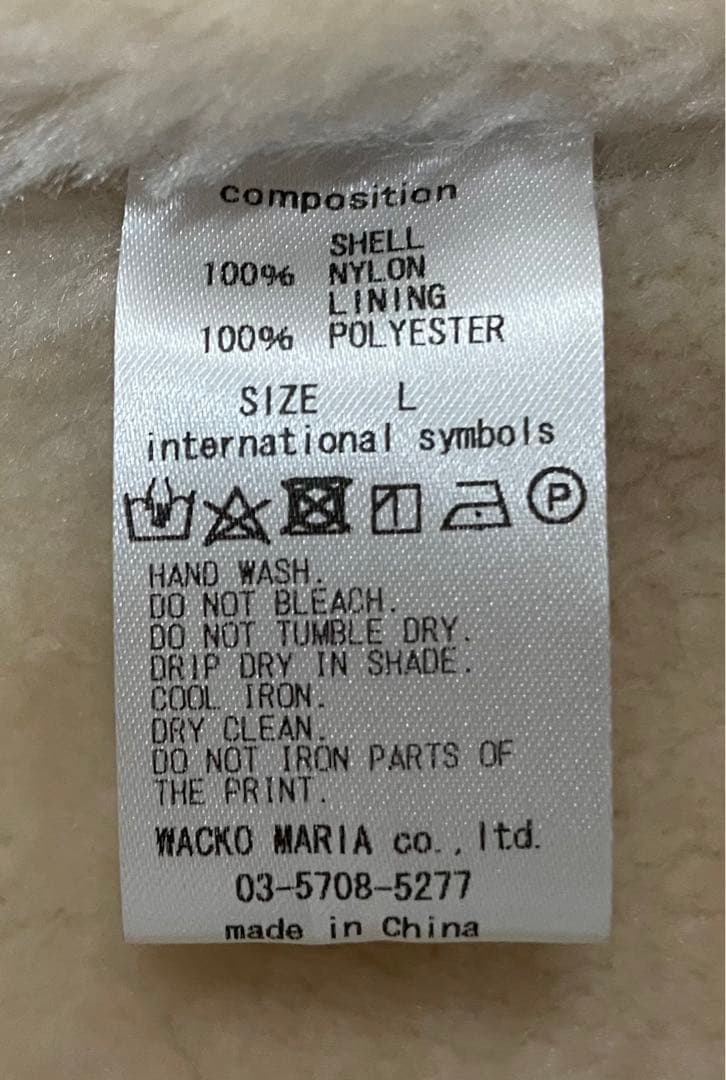 composition
SHELL
100% NYLON
LINING
100% POLYESTER
SIZE L
international symbols
P
HAND WASH.
DO NOT BLEACH.
DO NOT TUMBLE DRY.
DRIP DRY IN SHADE.
COOL IRON.
DRY CLEAN.
DO NOT IRON PARTS OF
THE PRINT.
WACKO MARIA co., ltd.
03-5708-5277
made in China